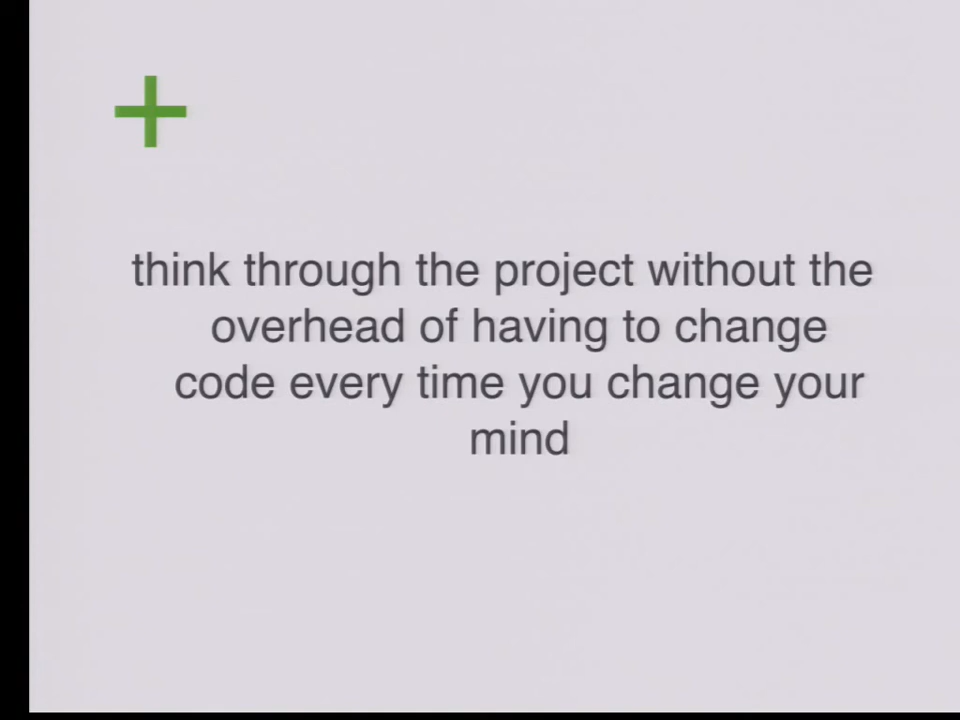 +
think through the project without the
overhead of having to change
code every time you change your
mind